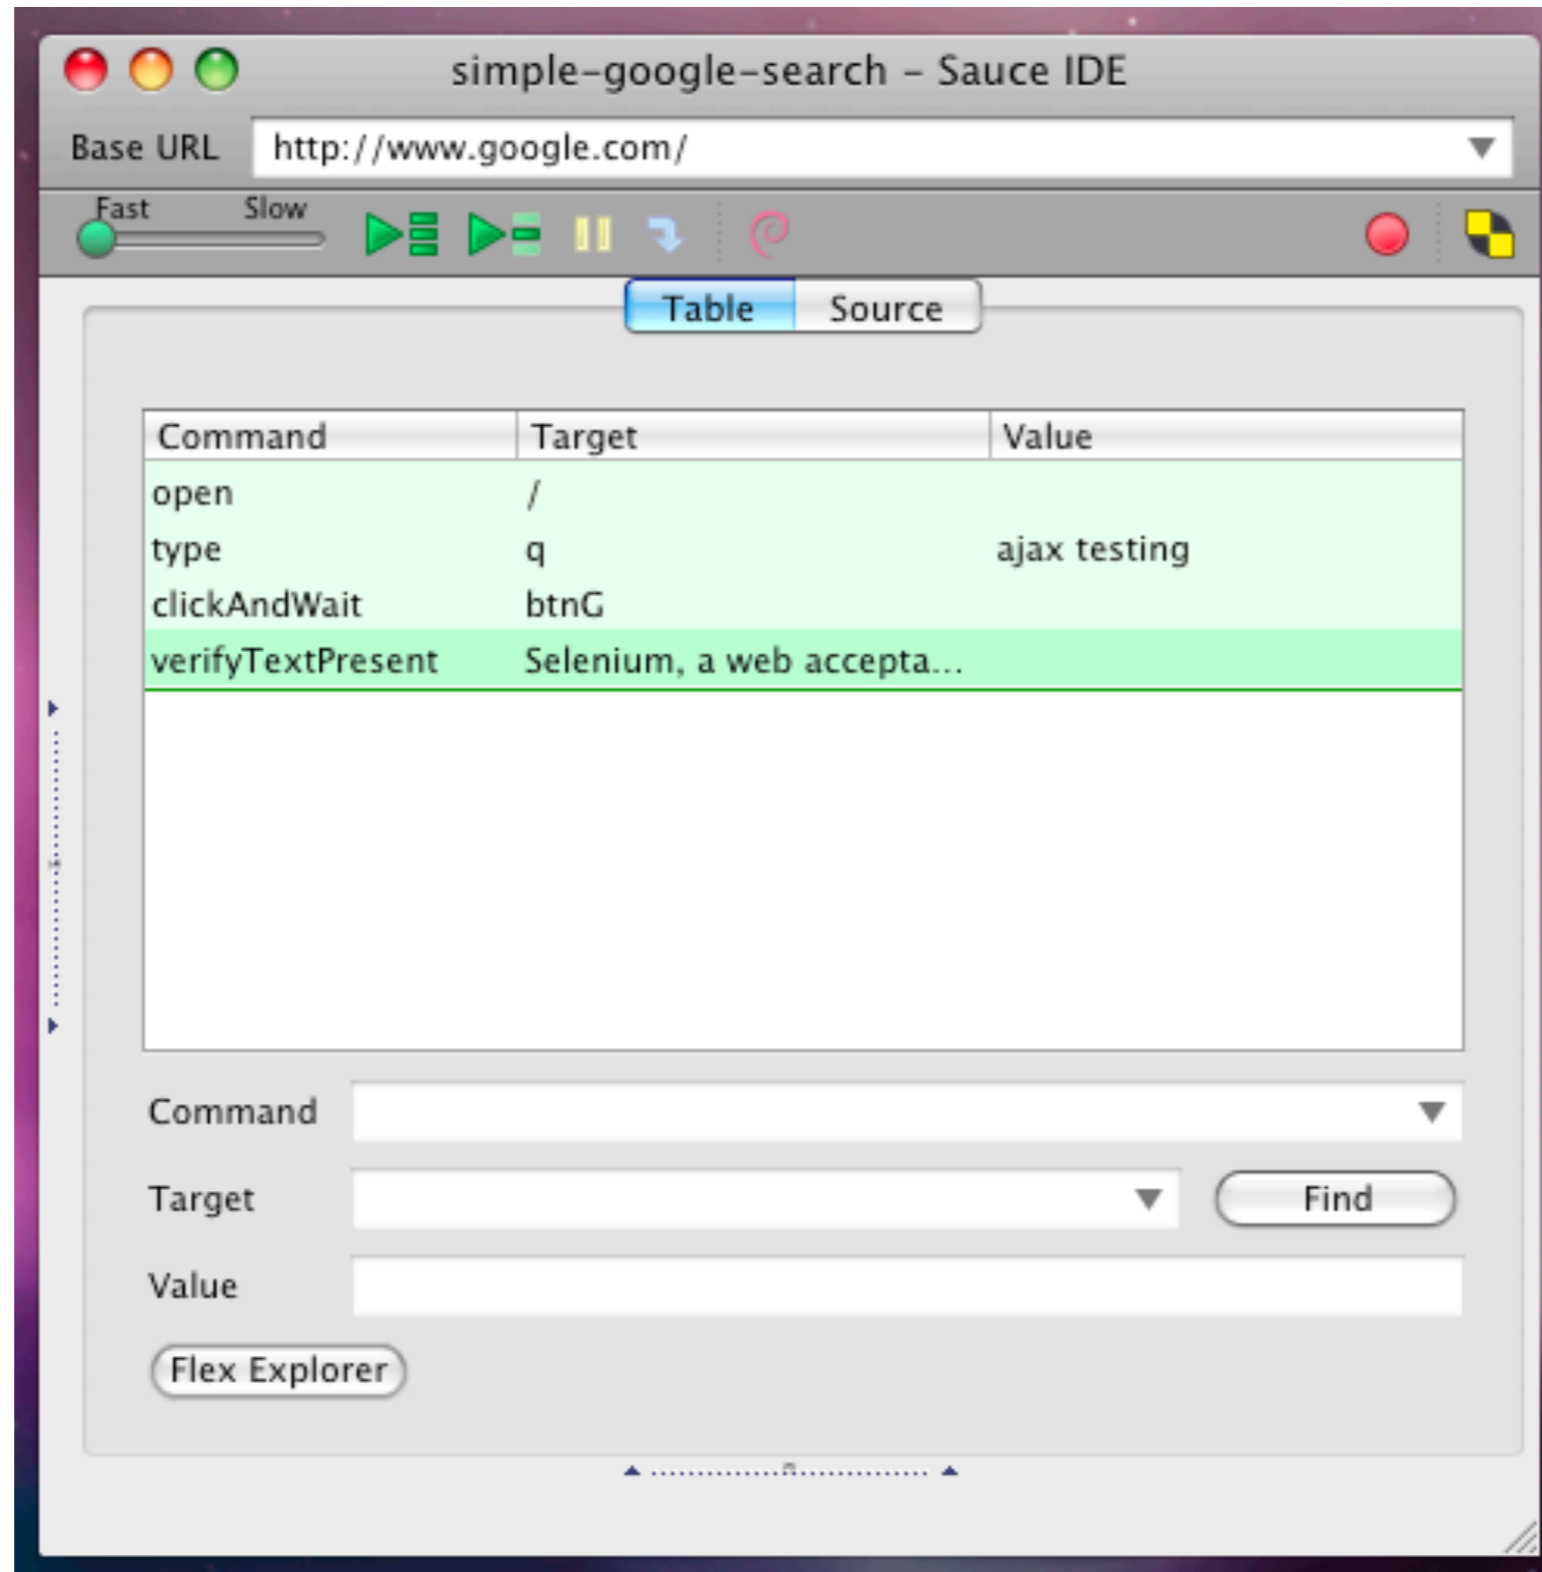 simple-google-search – Sauce IDE
Base URL http://www.google.com/
Fast Slow
Table Source
Command Target Value
open /
type q ajax testing
clickAndWait btnG
verifyTextPresent Selenium, a web accepta...
Command
Target Find
Value
Flex Explorer